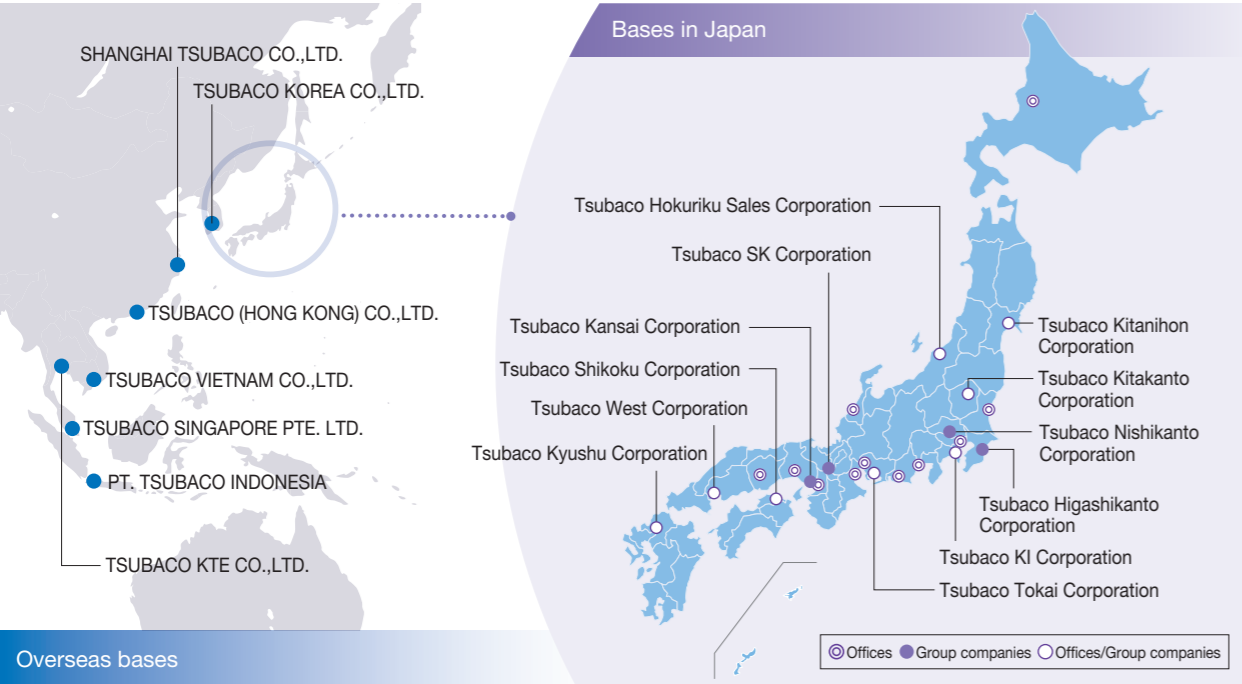 SHANGHAI TSUBACO CO.,LTD.
TSUBACO KOREA CO.,LTD.
TSUBACO (HONG KONG) CO.,LTD.
TSUBACO VIETNAM CO.,LTD.
TSUBACO SINGAPORE PTE. LTD.
PT. TSUBACO INDONESIA
TSUBACO KTE CO.,LTD.
Overseas bases
Bases in Japan
Tsubaco Hokuriku Sales Corporation
Tsubaco SK Corporation
Tsubaco Kansai Corporation
Tsubaco Shikoku Corporation
Tsubaco West Corporation
Tsubaco Kyushu Corporation
Tsubaco Kitanihon
Corporation
Tsubaco Kitakanto
Corporation
Tsubaco Nishikanto
Corporation
Tsubaco Higashikanto
Corporation
Tsubaco KI Corporation
Tsubaco Tokai Corporation
Offices Group companies Offices/Group companies